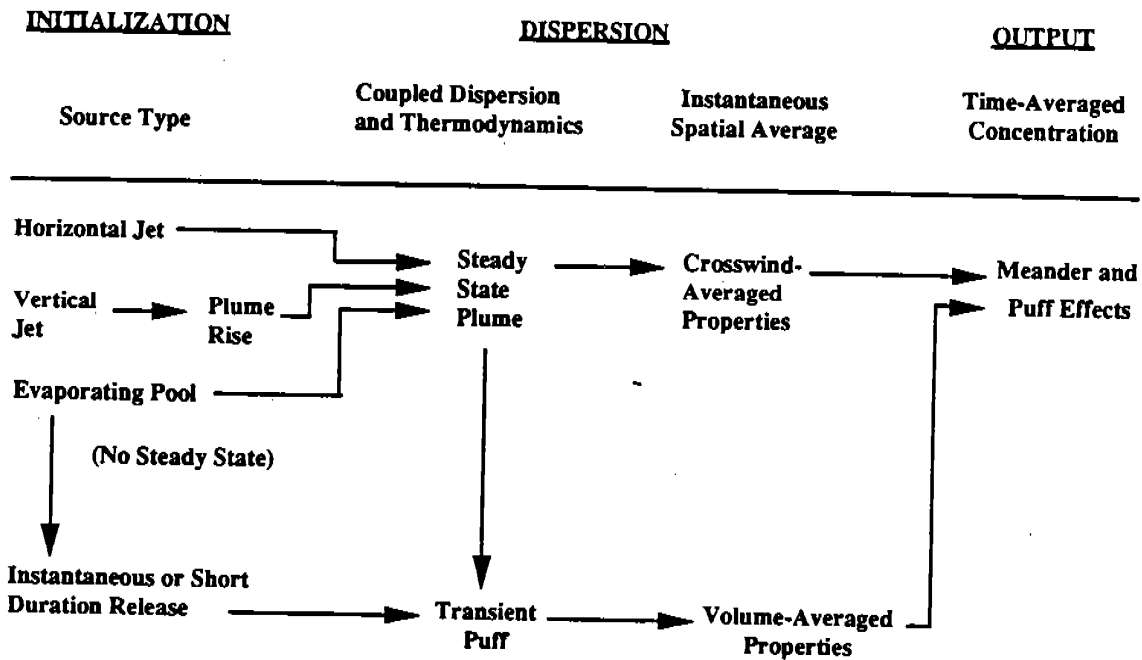 INITIALIZATION
DISPERSION
OUTPUT
Source Type
Coupled Dispersion
and Thermodynamics
Instantaneous
Spatial Average
Time-Averaged
Concentration
Horizontal Jet
Vertical
Jet
Plume
Rise
Evaporating Pool
(No Steady State)
Instantaneous or Short
Duration Release
Steady
State
Plume
Transient
Puff
Crosswind-
Averaged
Properties
Volume-Averaged
Properties
Meander and
Puff Effects